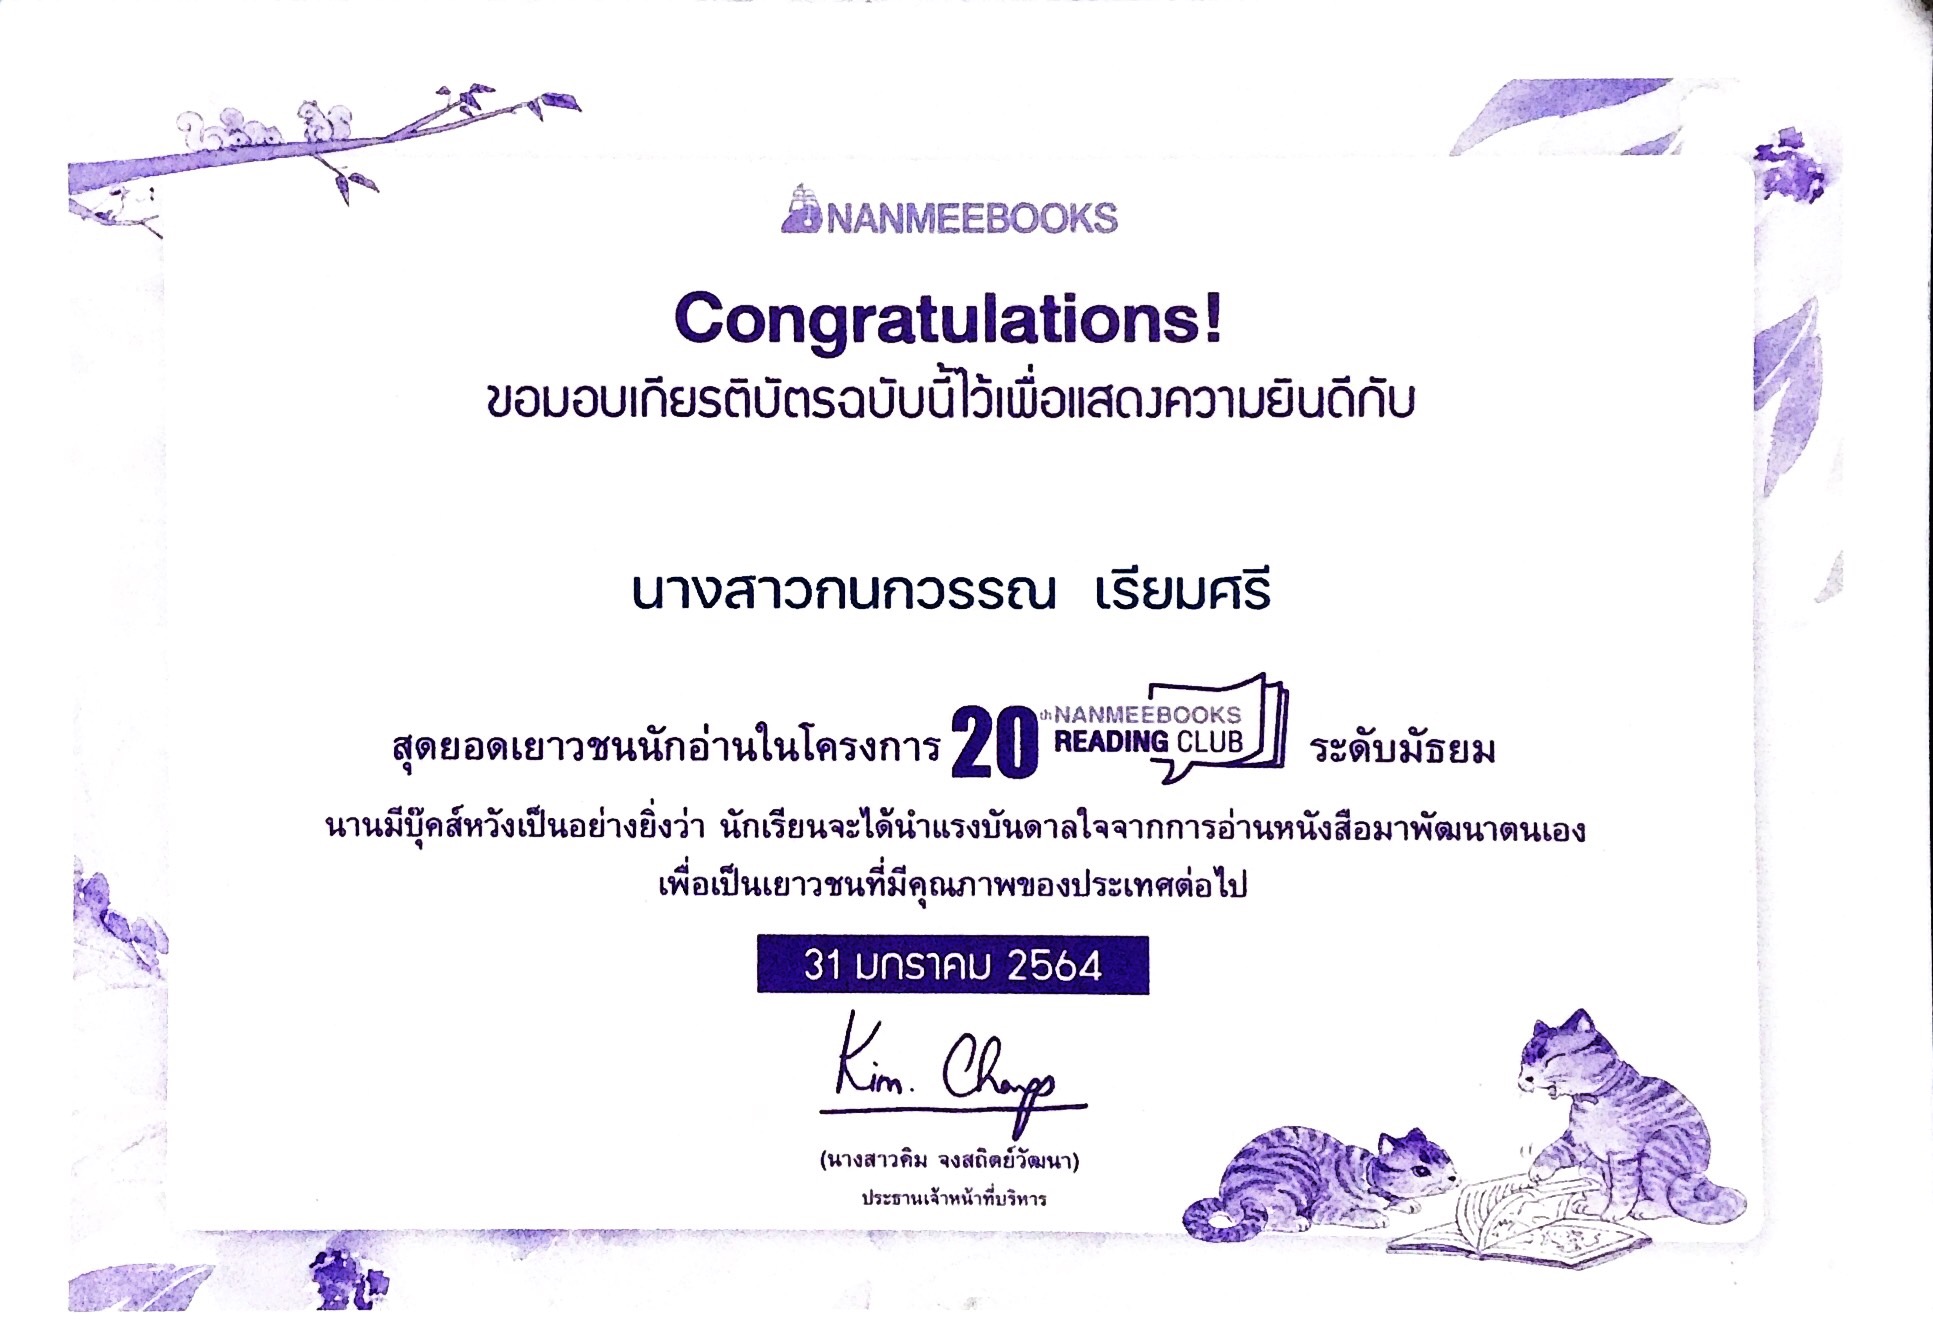 NANMEEBOOKS
Congratulations!
ขอมอบเกียรติบัตรฉบับนี้ไว้เพื่อแสดงความยินดีกับ
นางสาวกนกวรรณ เรียมศรี
สุดยอดเยาวชนนักอ่านในโครงการ 20th NANMEEBOOKS READING CLUB ระดับมัธยม
นานมีบุ๊คส์หวังเป็นอย่างยิ่งว่า นักเรียนจะได้นำแรงบันดาลใจจากการอ่านหนังสือมาพัฒนาตนเอง
เพื่อเป็นเยาวชนที่มีคุณภาพของประเทศต่อไป
31 มกราคม 2564
Kim.
(นางสาวคิม จงสถิตย์วัฒนา)
ประธานเจ้าหน้าที่บริหาร